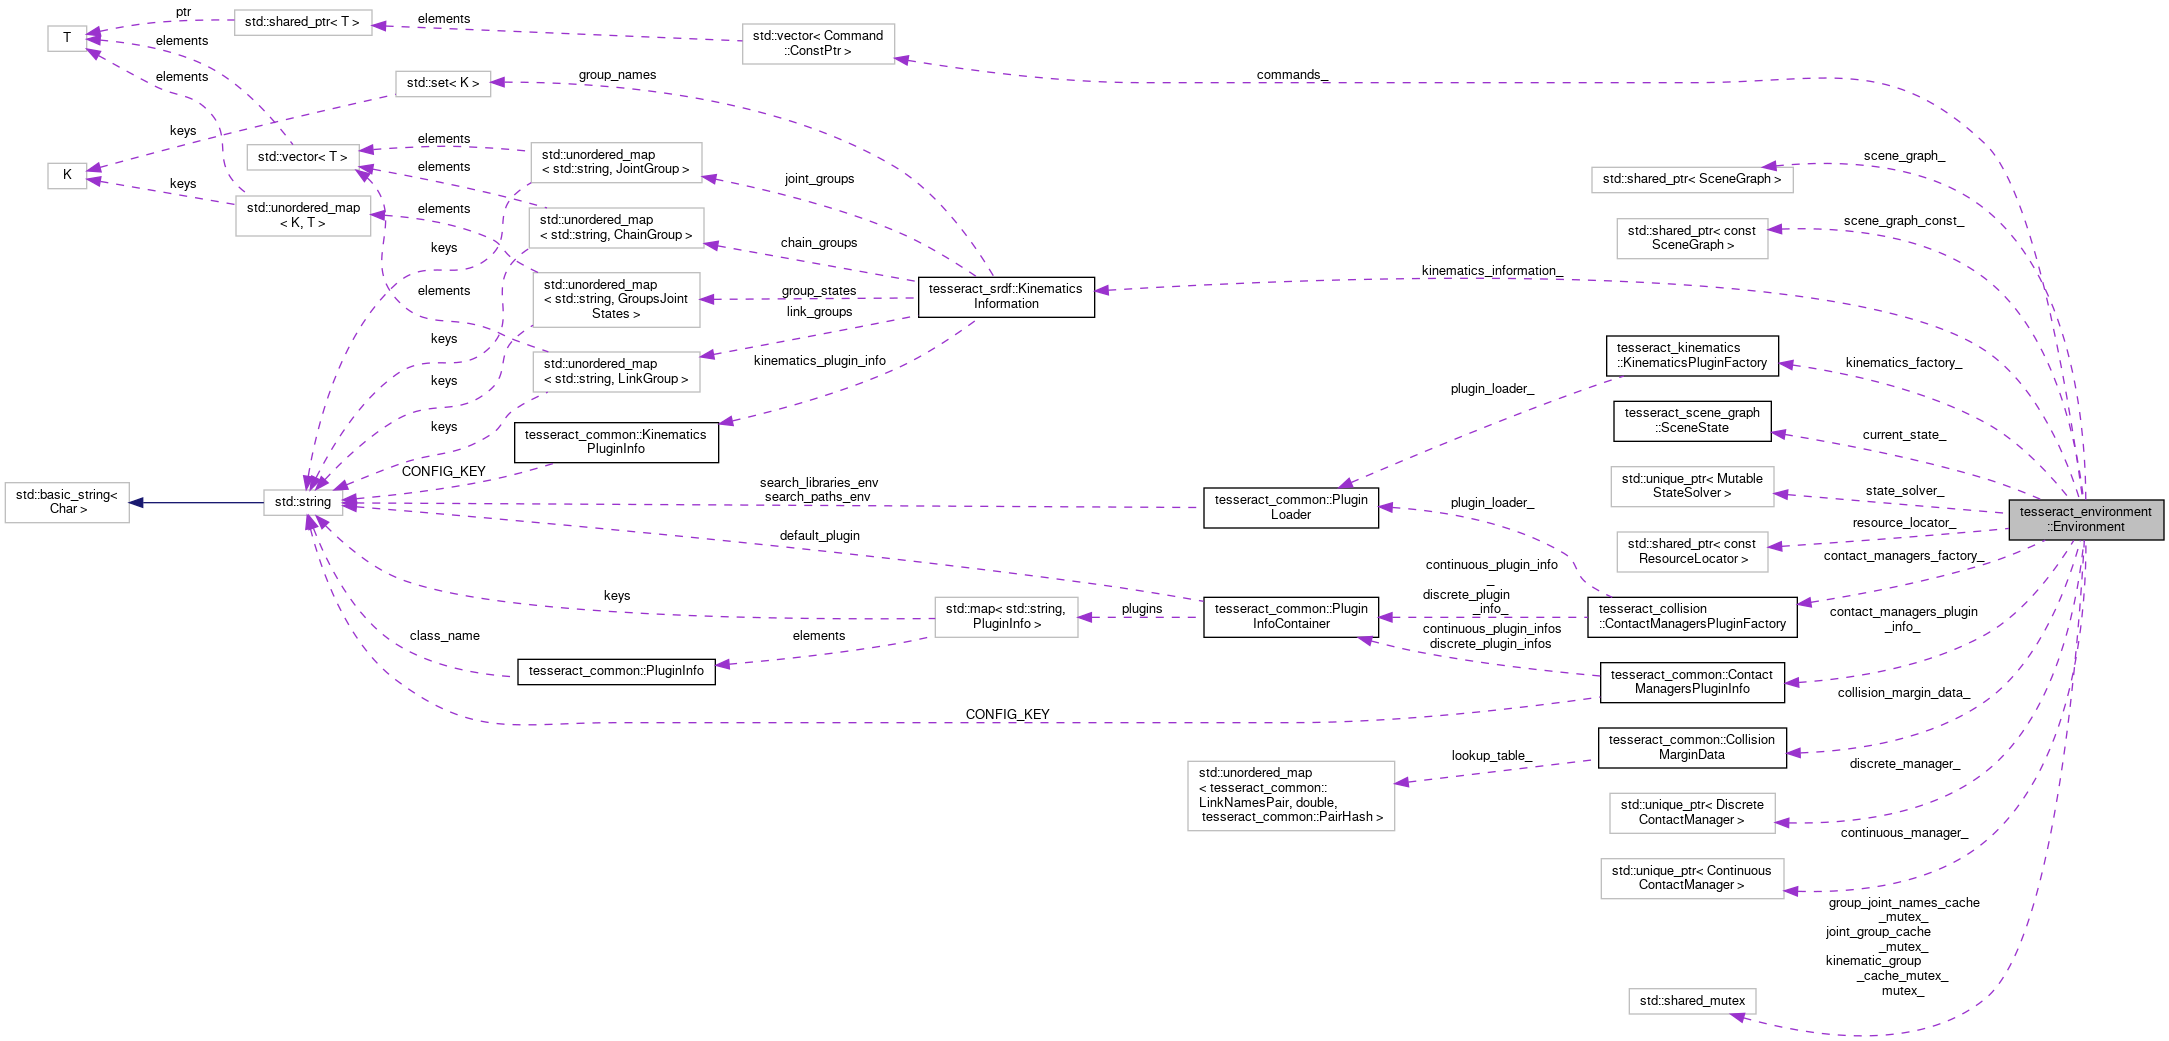 ptr
std::shared_ptr< T >
elements
T
elements
std::vector< Command
::ConstPtr >
elements
std::set< K >
group_names
commands_
keys
K
std::vector< T >
elements
std::unordered_map
< std::string, JointGroup >
elements
joint_groups
keys
std::unordered_map
< K, T >
elements
std::unordered_map
< std::string, ChainGroup >
chain_groups
keys
std::unordered_map
< std::string, GroupsJoint
States >
group_states
elements
link_groups
keys
std::unordered_map
< std::string, LinkGroup >
kinematics_plugin_info
keys
keys
tesseract_common::Kinematics
PluginInfo
CONFIG_KEY
tesseract_srdf::Kinematics
Information
kinematics_information_
std::basic_string<
Char >
std::string
search_libraries_env
search_paths_env
default_plugin
keys
class_name
tesseract_common::PluginInfo
elements
std::map< std::string,
PluginInfo >
plugins
CONFIG_KEY
tesseract_common::Plugin
Loader
plugin_loader_
plugin_loader_
tesseract_common::Plugin
InfoContainer
continuous_plugin_info
_
discrete_plugin
_info_
continuous_plugin_infos
discrete_plugin_infos
lookup_table_
std::unordered_map
< tesseract_common::
LinkNamesPair, double,
tesseract_common::PairHash >
std::shared_ptr< SceneGraph >
scene_graph_
std::shared_ptr< const
SceneGraph >
scene_graph_const_
tesseract_kinematics
::KinematicsPluginFactory
kinematics_factory_
tesseract_scene_graph
::SceneState
current_state_
std::unique_ptr< Mutable
StateSolver >
state_solver_
std::shared_ptr< const
ResourceLocator >
resource_locator_
tesseract_collision
::ContactManagersPluginFactory
contact_managers_factory_
tesseract_common::Contact
ManagersPluginInfo
contact_managers_plugin
_info_
tesseract_common::Collision
MarginData
collision_margin_data_
std::unique_ptr< Discrete
ContactManager >
discrete_manager_
std::unique_ptr< Continuous
ContactManager >
continuous_manager_
group_joint_names_cache
_mutex_
joint_group_cache
_mutex_
kinematic_group
_cache_mutex_
mutex_
std::shared_mutex
tesseract_environment
::Environment